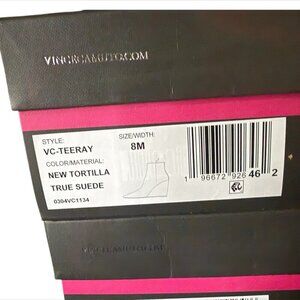 VINCECAMUTO.COM
STYLE: SIZE/WIDTH:
VC-TEERAY 8M
COLOR/MATERIAL:
NEW TORTILLA
TRUE SUEDE
0304VC1134
1 96672 92646 2